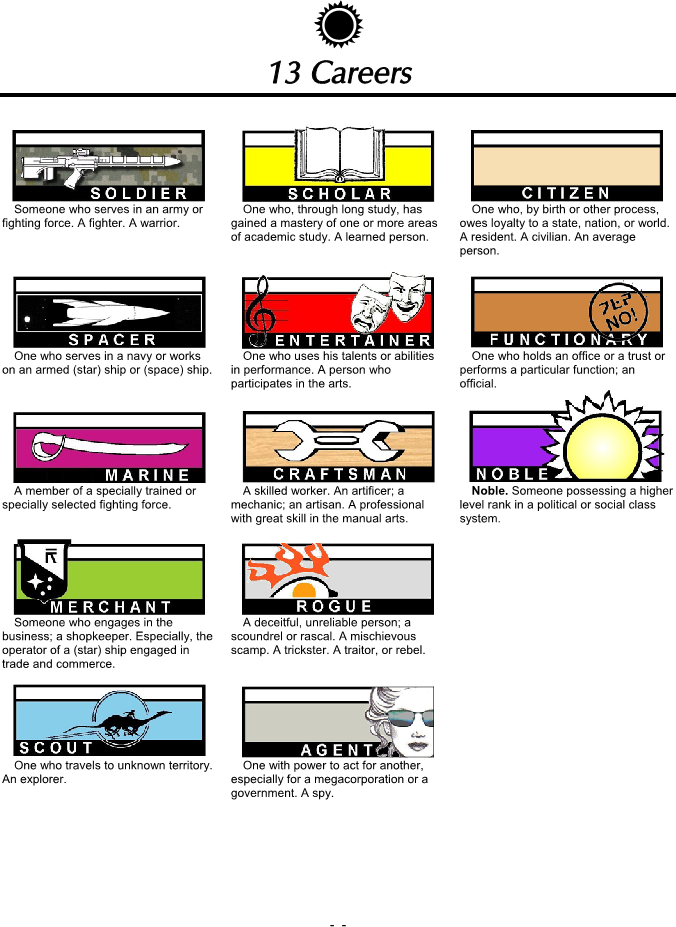 13 Careers
SOLDIER
Someone who serves in an army or
fighting force. A fighter. A warrior.
SPACER
One who serves in a navy or works
on an armed (star) ship or (space) ship.
MARINE
A member of a specially trained or
specially selected fighting force.
MERCHANT
Someone who engages in the
business; a shopkeeper. Especially, the
operator of a (star) ship engaged in
trade and commerce.
SCOUT
One who travels to unknown territory.
An explorer.
SCHOLAR
One who, through long study, has
gained a mastery of one or more areas
of academic study. A learned person.
ENTERTAINER
One who uses his talents or abilities
in performance. A person who
participates in the arts.
CRAFTSMAN
A skilled worker. An artificer; a
mechanic; an artisan. A professional
with great skill in the manual arts.
ROGUE
A deceitful, unreliable person; a
scoundrel or rascal. A mischievous
scamp. A trickster. A traitor, or rebel.
AGENT
One with power to act for another,
especially for a megacorporation or a
government. A spy.
CITIZEN
One who, by birth or other process,
owes loyalty to a state, nation, or world.
A resident. A civilian. An average
person.
FUNCTIONARY
NO!
One who holds an office or a trust or
performs a particular function; an
official.
NOBLE
Noble. Someone possessing a higher
level rank in a political or social class
system.
- -